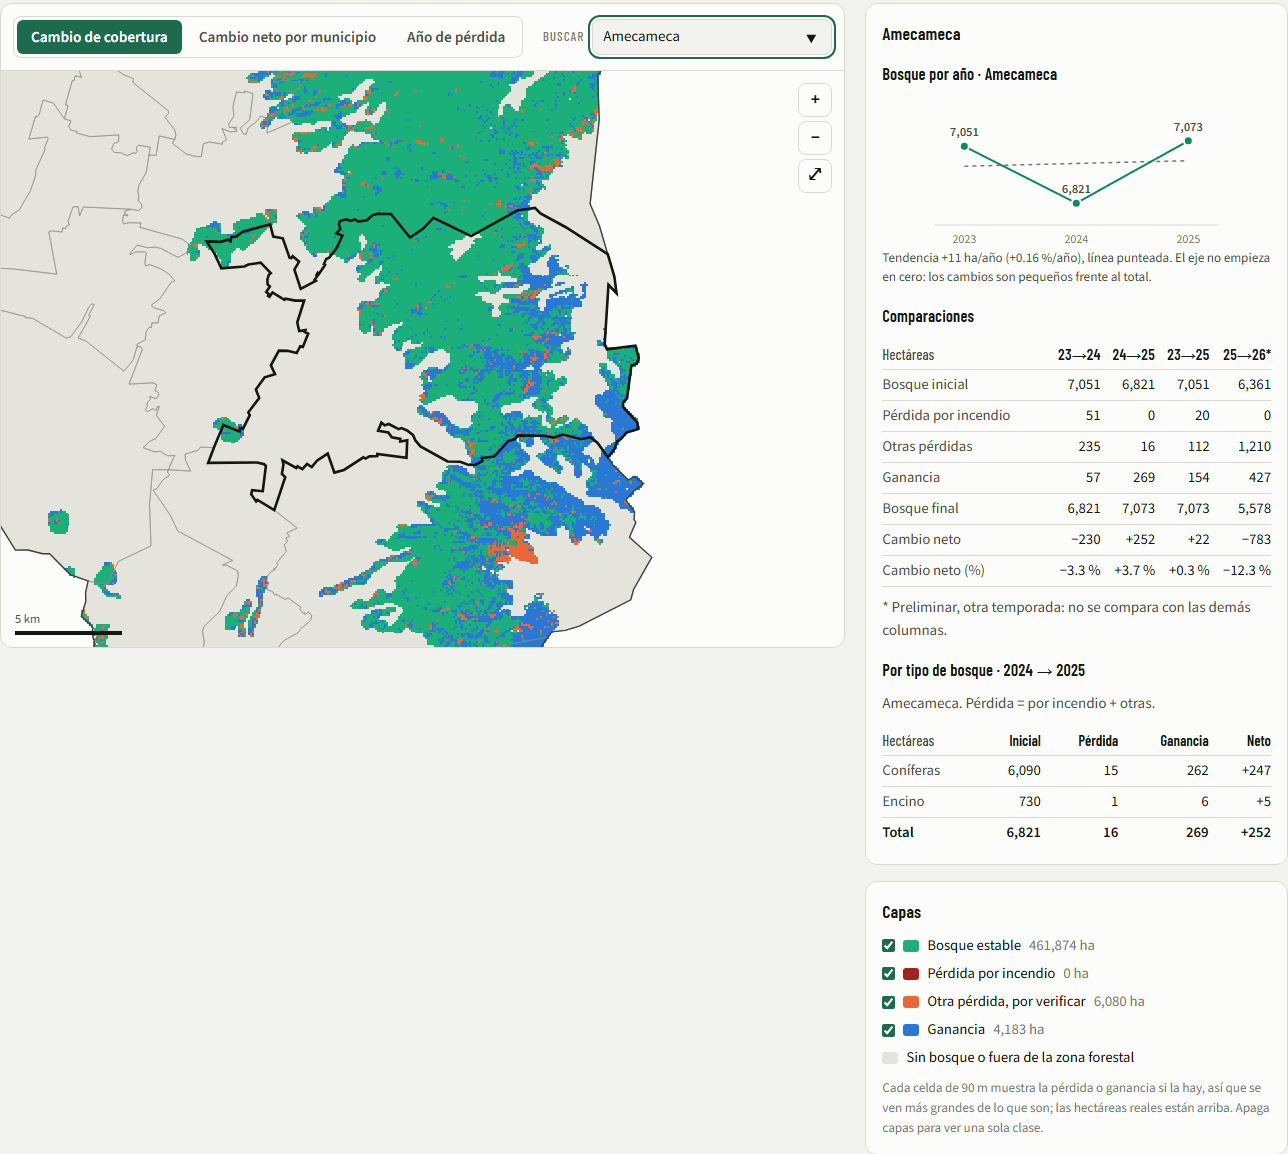 Cambio de cobertura Cambio neto por municipio Año de pérdida BUSCAR Amecameca ▼
+
−
5 km
Amecameca
Bosque por año · Amecameca
7,051 6,821 7,073
2023 2024 2025
Tendencia +11 ha/año (+0.16 %/año), línea punteada. El eje no empieza
en cero: los cambios son pequeños frente al total.
Comparaciones
Hectáreas 23→24 24→25 23→25 25→26*
Bosque inicial 7,051 6,821 7,051 6,361
Pérdida por incendio 51 0 20 0
Otras pérdidas 235 16 112 1,210
Ganancia 57 269 154 427
Bosque final 6,821 7,073 7,073 5,578
Cambio neto −230 +252 +22 −783
Cambio neto (%) −3.3 % +3.7 % +0.3 % −12.3 %
* Preliminar, otra temporada: no se compara con las demás
columnas.
Por tipo de bosque · 2024 → 2025
Amecameca. Pérdida = por incendio + otras.
Hectáreas Inicial Pérdida Ganancia Neto
Coníferas 6,090 15 262 +247
Encino 730 1 6 +5
Total 6,821 16 269 +252
Capas
Bosque estable 461,874 ha
Pérdida por incendio 0 ha
Otra pérdida, por verificar 6,080 ha
Ganancia 4,183 ha
Sin bosque o fuera de la zona forestal
Cada celda de 90 m muestra la pérdida o ganancia si la hay, así que se
ven más grandes de lo que son; las hectáreas reales están arriba. Apaga
capas para ver una sola clase.